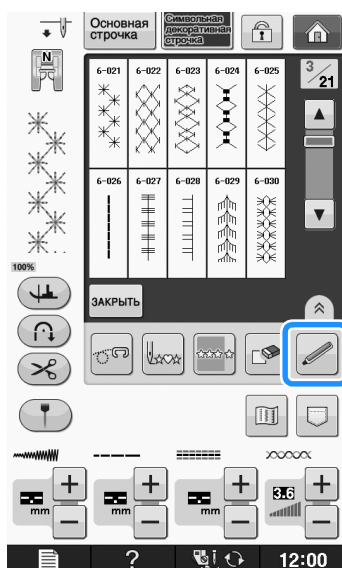 Основная
строчка
Символьная
декоративная
строчка
N
6-021 6-022 6-023 6-024 6-025
3/21
6-026 6-027 6-028 6-029 6-030
100%
ЗАКРЫТЬ
mm mm mm 3.6
? 12:00